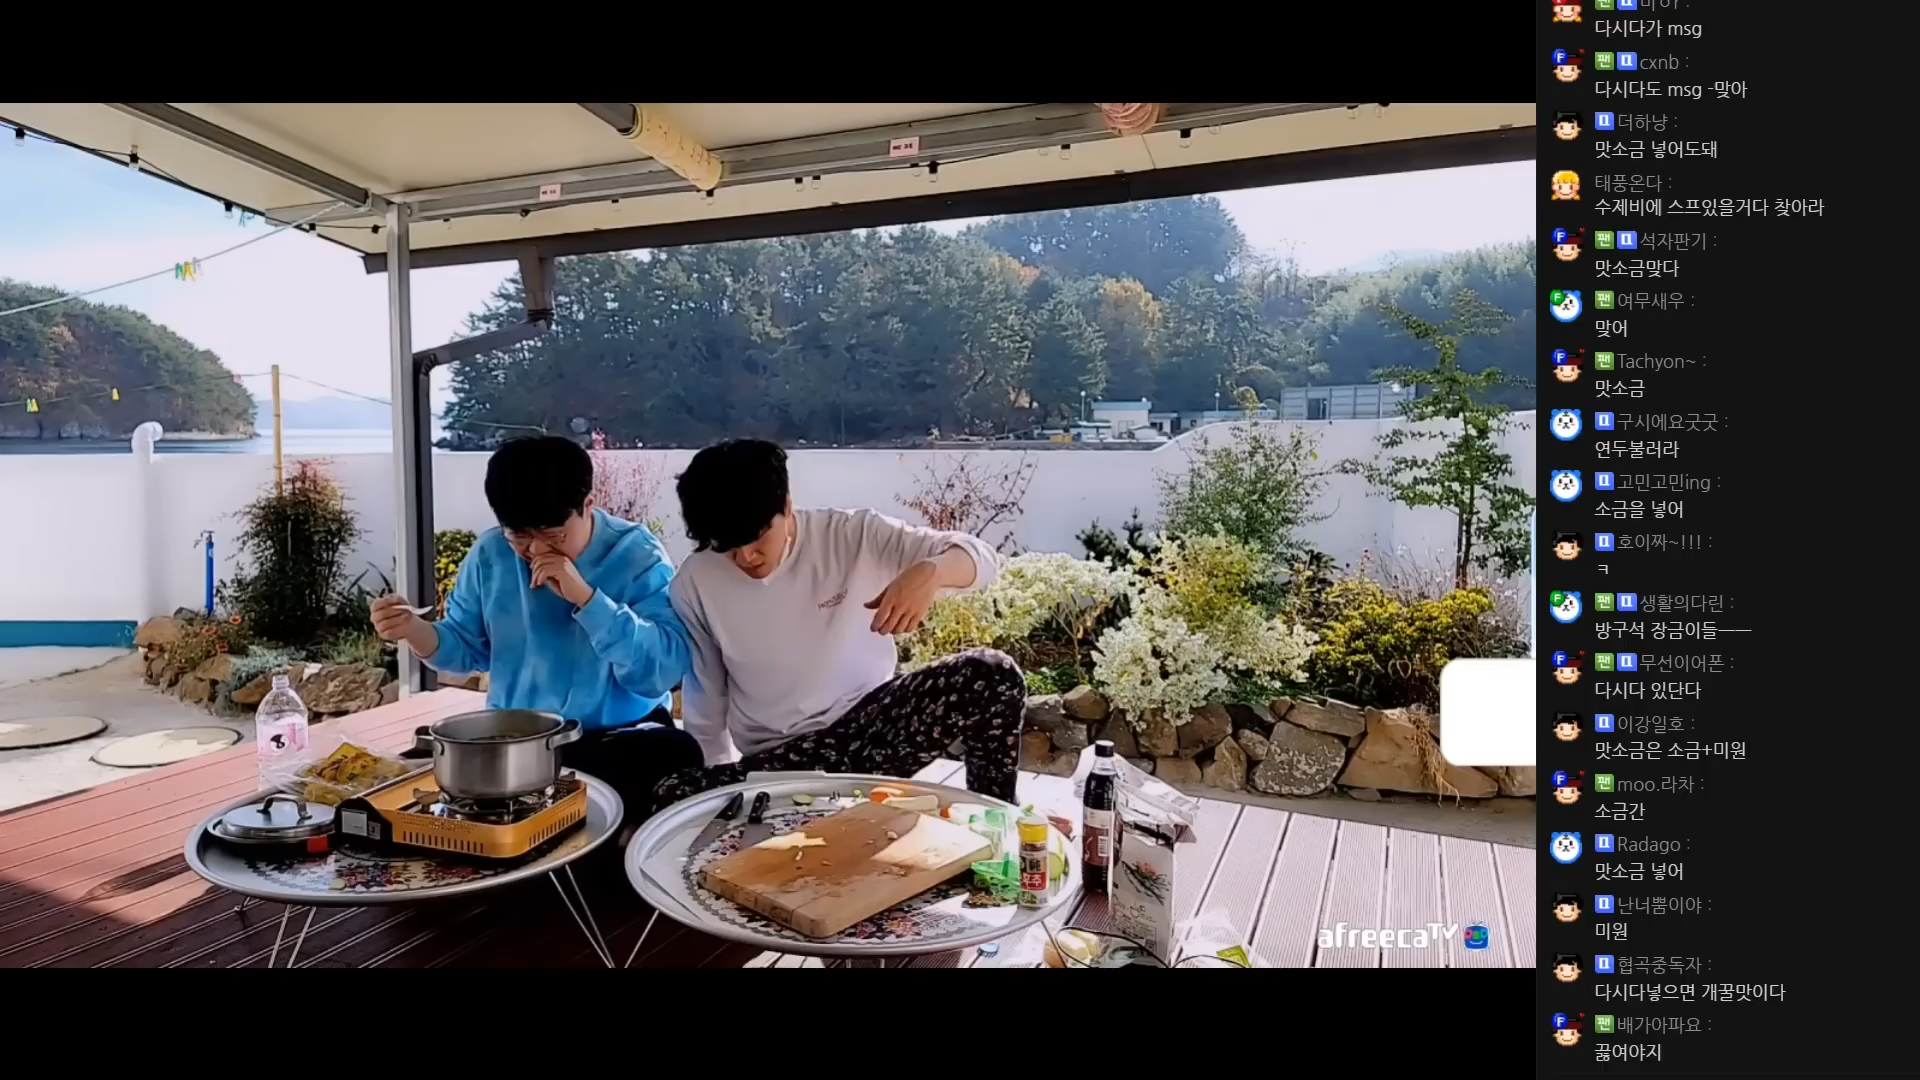 다시다가 msg
cxnb :
다시다도 msg -맞아
더하냥 :
맛소금 넣어도돼
태풍온다 :
수제비에 스프있을거다 찾아라
석자판기 :
맛소금맞다
여무새우 :
맞어
Tachyon~ :
맛소금
구시에요굿굿 :
연두불러라
고민고민ing :
소금을 넣어
호이짜~!!! :
ㅋ
생활의다린 :
방구석 장금이들ㅡㅡ
무선이어폰 :
다시다 있단다
이강일호 :
맛소금은 소금+미원
moo.라차 :
소금간
Radago :
맛소금 넣어
난너뿜이야 :
미원
협곡중독자 :
다시다넣으면 개꿀맛이다
배가아파요 :
끓여야지
후추
afreecaTV